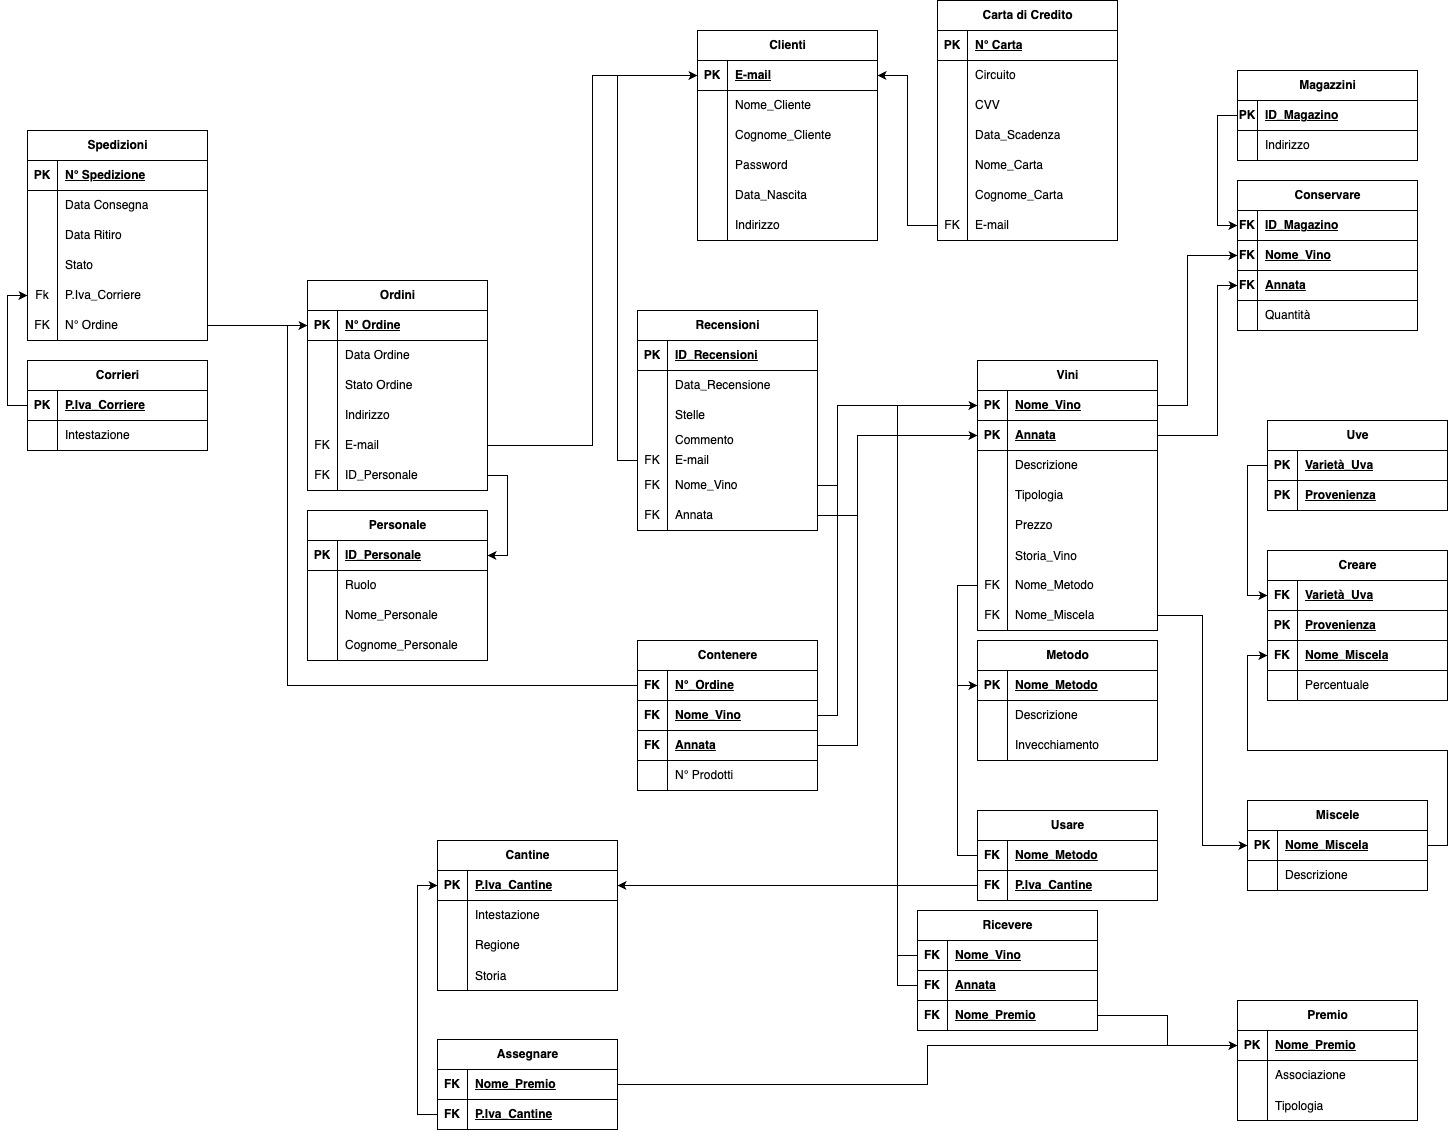 Spedizioni
PK N° Spedizione
Data Consegna
Data Ritiro
Stato
Fk P.Iva_Corriere
FK N° Ordine
Corrieri
PK P.Iva_Corriere
Intestazione
Ordini
PK N° Ordine
Data Ordine
Stato Ordine
Indirizzo
FK E-mail
FK ID_Personale
Personale
PK ID_Personale
Ruolo
Nome_Personale
Cognome_Personale
Clienti
PK E-mail
Nome_Cliente
Cognome_Cliente
Password
Data_Nascita
Indirizzo
Carta di Credito
PK N° Carta
Circuito
CVV
Data_Scadenza
Nome_Carta
Cognome_Carta
FK E-mail
Recensioni
PK ID_Recensioni
Data_Recensione
Stelle
Commento
FK E-mail
FK Nome_Vino
FK Annata
Contenere
FK N°_Ordine
FK Nome_Vino
FK Annata
N° Prodotti
Magazzini
PK ID_Magazino
Indirizzo
Conservare
FK ID_Magazino
FK Nome_Vino
FK Annata
Quantità
Vini
PK Nome_Vino
PK Annata
Descrizione
Tipologia
Prezzo
Storia_Vino
FK Nome_Metodo
FK Nome_Miscela
Metodo
PK Nome_Metodo
Descrizione
Invecchiamento
Usare
FK Nome_Metodo
FK P.Iva_Cantine
Uve
PK Varietà_Uva
PK Provenienza
Creare
FK Varietà_Uva
PK Provenienza
FK Nome_Miscela
Percentuale
Miscele
PK Nome_Miscela
Descrizione
Cantine
PK P.Iva_Cantine
Intestazione
Regione
Storia
Ricevere
FK Nome_Vino
FK Annata
FK Nome_Premio
Assegnare
FK Nome_Premio
FK P.Iva_Cantine
Premio
PK Nome_Premio
Associazione
Tipologia